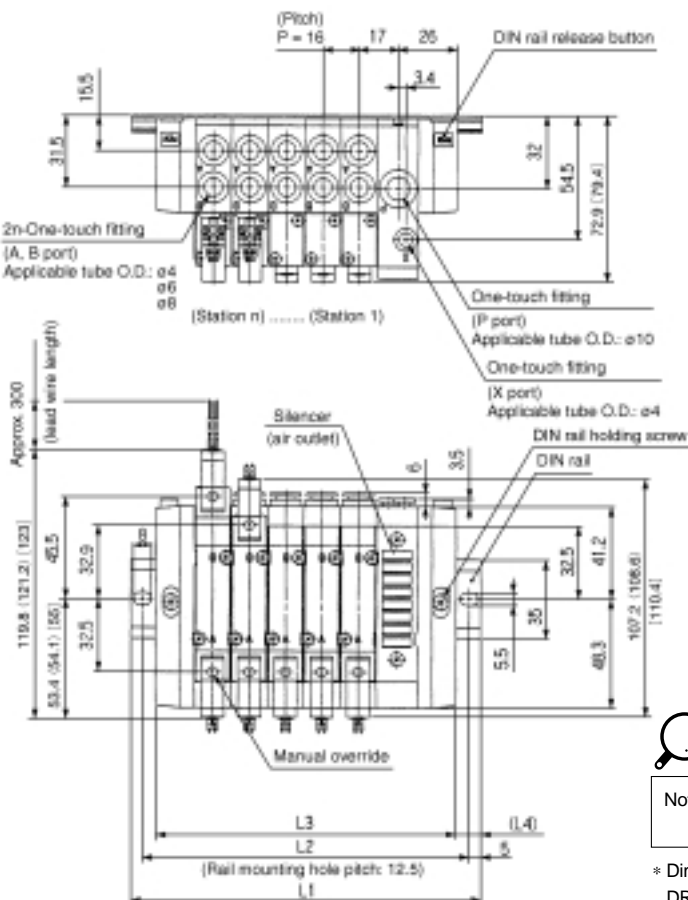 (Pitch)
P = 16
17
26
DIN rail release button
3.4
15.5
31.5
32
54.5
72.9 [79.4]
2n-One-touch fitting
(A, B port)
Applicable tube O.D.: ø4
ø6
ø8
(Station n) ...... (Station 1)
One-touch fitting
(P port)
Applicable tube O.D.: ø10
One-touch fitting
(X port)
Applicable tube O.D.: ø4
Approx. 300
(lead wire length)
Silencer
(air outlet)
DIN rail holding screw
DIN rail
6
3.5
119.8 (121.2) [123]
45.5
32.9
32.5
53.4 (54.1) [55]
32.5
41.2
35
5.5
107.2 (108.6)
[110.4]
Manual override
L3
(L4)
L2
5
(Rail mounting hole pitch: 12.5)
L1
No
* Di
DR